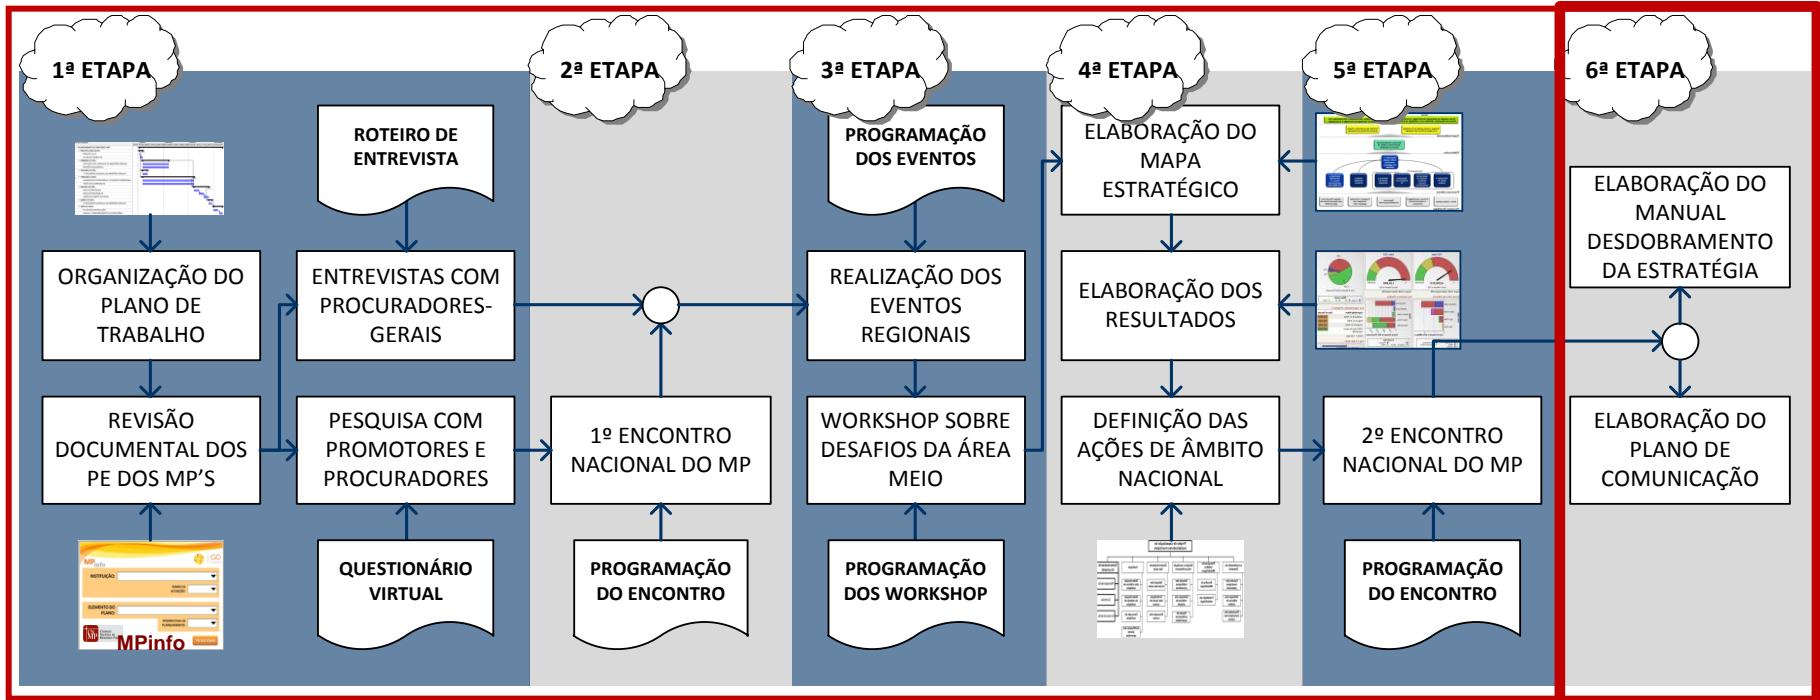 1ª ETAPA
2ª ETAPA
3ª ETAPA
4ª ETAPA
5ª ETAPA
6ª ETAPA
ROTEIRO DE
ENTREVISTA
ORGANIZAÇÃO DO
PLANO DE
TRABALHO
ENTREVISTAS COM
PROCURADORES-
GERAIS
REVISÃO
DOCUMENTAL DOS
PE DOS MP’S
PESQUISA COM
PROMOTORES E
PROCURADORES
INSTITUIÇÃO:
ELEMENTO DO
PLANO:
MPinfo
QUESTIONÁRIO
VIRTUAL
1º ENCONTRO
NACIONAL DO MP
PROGRAMAÇÃO
DO ENCONTRO
PROGRAMAÇÃO
DOS EVENTOS
REALIZAÇÃO DOS
EVENTOS
REGIONAIS
WORKSHOP SOBRE
DESAFIOS DA ÁREA
MEIO
PROGRAMAÇÃO
DOS WORKSHOP
ELABORAÇÃO DO
MAPA
ESTRATÉGICO
ELABORAÇÃO DOS
RESULTADOS
DEFINIÇÃO DAS
AÇÕES DE ÂMBITO
NACIONAL
2º ENCONTRO
NACIONAL DO MP
PROGRAMAÇÃO
DO ENCONTRO
ELABORAÇÃO DO
MANUAL
DESDOBRAMENTO
DA ESTRATÉGIA
ELABORAÇÃO DO
PLANO DE
COMUNICAÇÃO